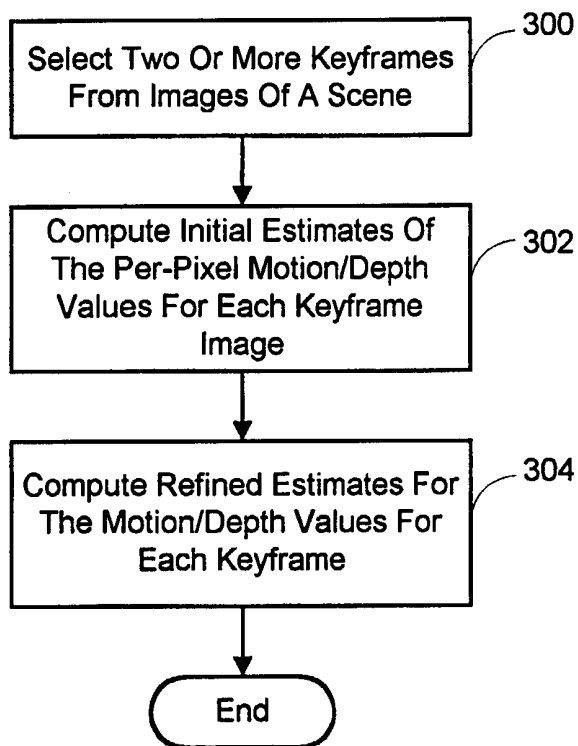 300
Select Two Or More Keyframes
From Images Of A Scene
302
Compute Initial Estimates Of
The Per-Pixel Motion/Depth
Values For Each Keyframe
Image
304
Compute Refined Estimates For
The Motion/Depth Values For
Each Keyframe
End